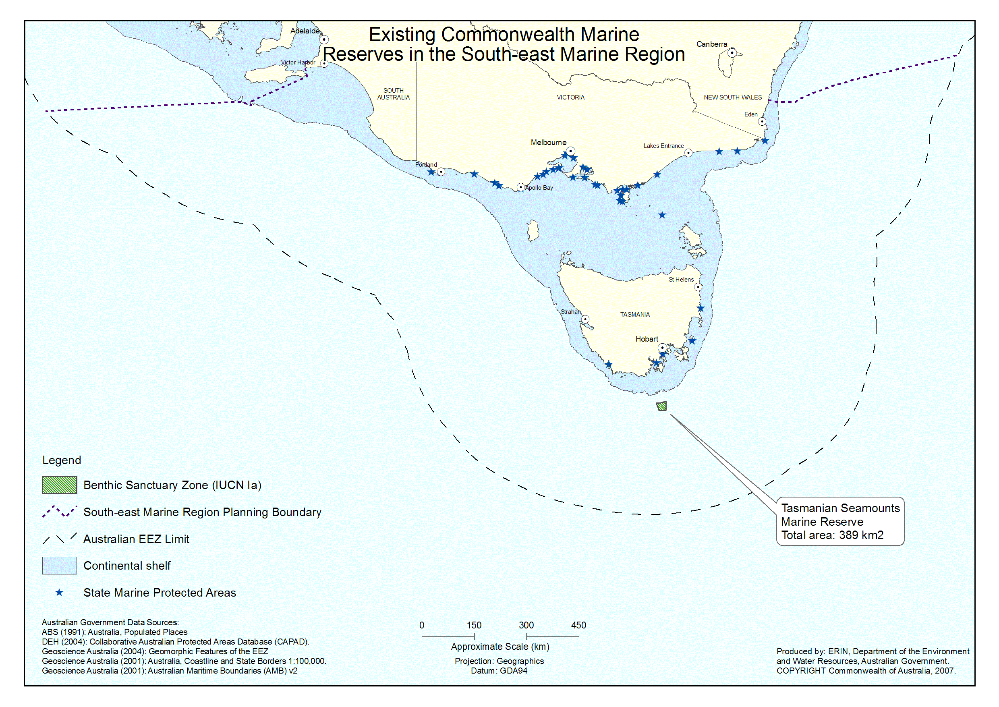 Existing Commonwealth Marine
Reserves in the South-east Marine Region
Adelaide
Canberra
Victor Harbor
SOUTH
AUSTRALIA
VICTORIA
NEW SOUTH WALES
Eden
Melbourne
Lakes Entrance
Portland
Apollo Bay
St Helens
Strahan
TASMANIA
Hobart
Legend
Benthic Sanctuary Zone (IUCN Ia)
South-east Marine Region Planning Boundary
Australian EEZ Limit
Continental shelf
State Marine Protected Areas
Tasmanian Seamounts
Marine Reserve
Total area: 389 km2
Australian Government Data Sources:
ABS (1991): Australia, Populated Places
DEH (2004): Collaborative Australian Protected Areas Database (CAPAD).
Geoscience Australia (2004): Geomorphic Features of the EEZ
Geoscience Australia (2001): Australia, Coastline and State Borders 1:100,000.
Geoscience Australia (2001): Australian Maritime Boundaries (AMB) v2
0 150 300 450
Approximate Scale (km)
Projection: Geographics
Datum: GDA94
Produced by: ERIN, Department of the Environment
and Water Resources, Australian Government.
COPYRIGHT Commonwealth of Australia, 2007.